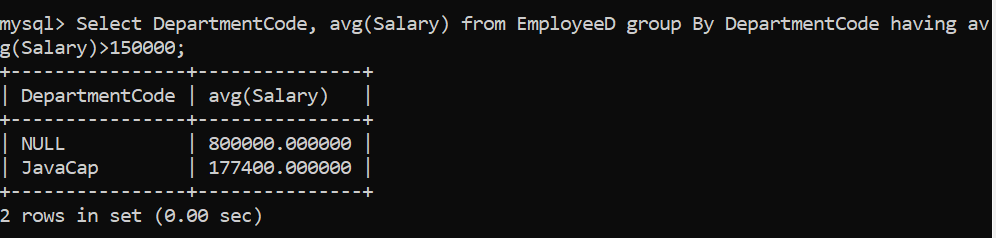 mysql> Select DepartmentCode, avg(Salary) from EmployeeD group By DepartmentCode having av
g(Salary)>150000;
+----------------+---------------+
| DepartmentCode | avg(Salary)   |
+----------------+---------------+
| NULL           | 800000.000000 |
| JavaCap        | 177400.000000 |
+----------------+---------------+
2 rows in set (0.00 sec)